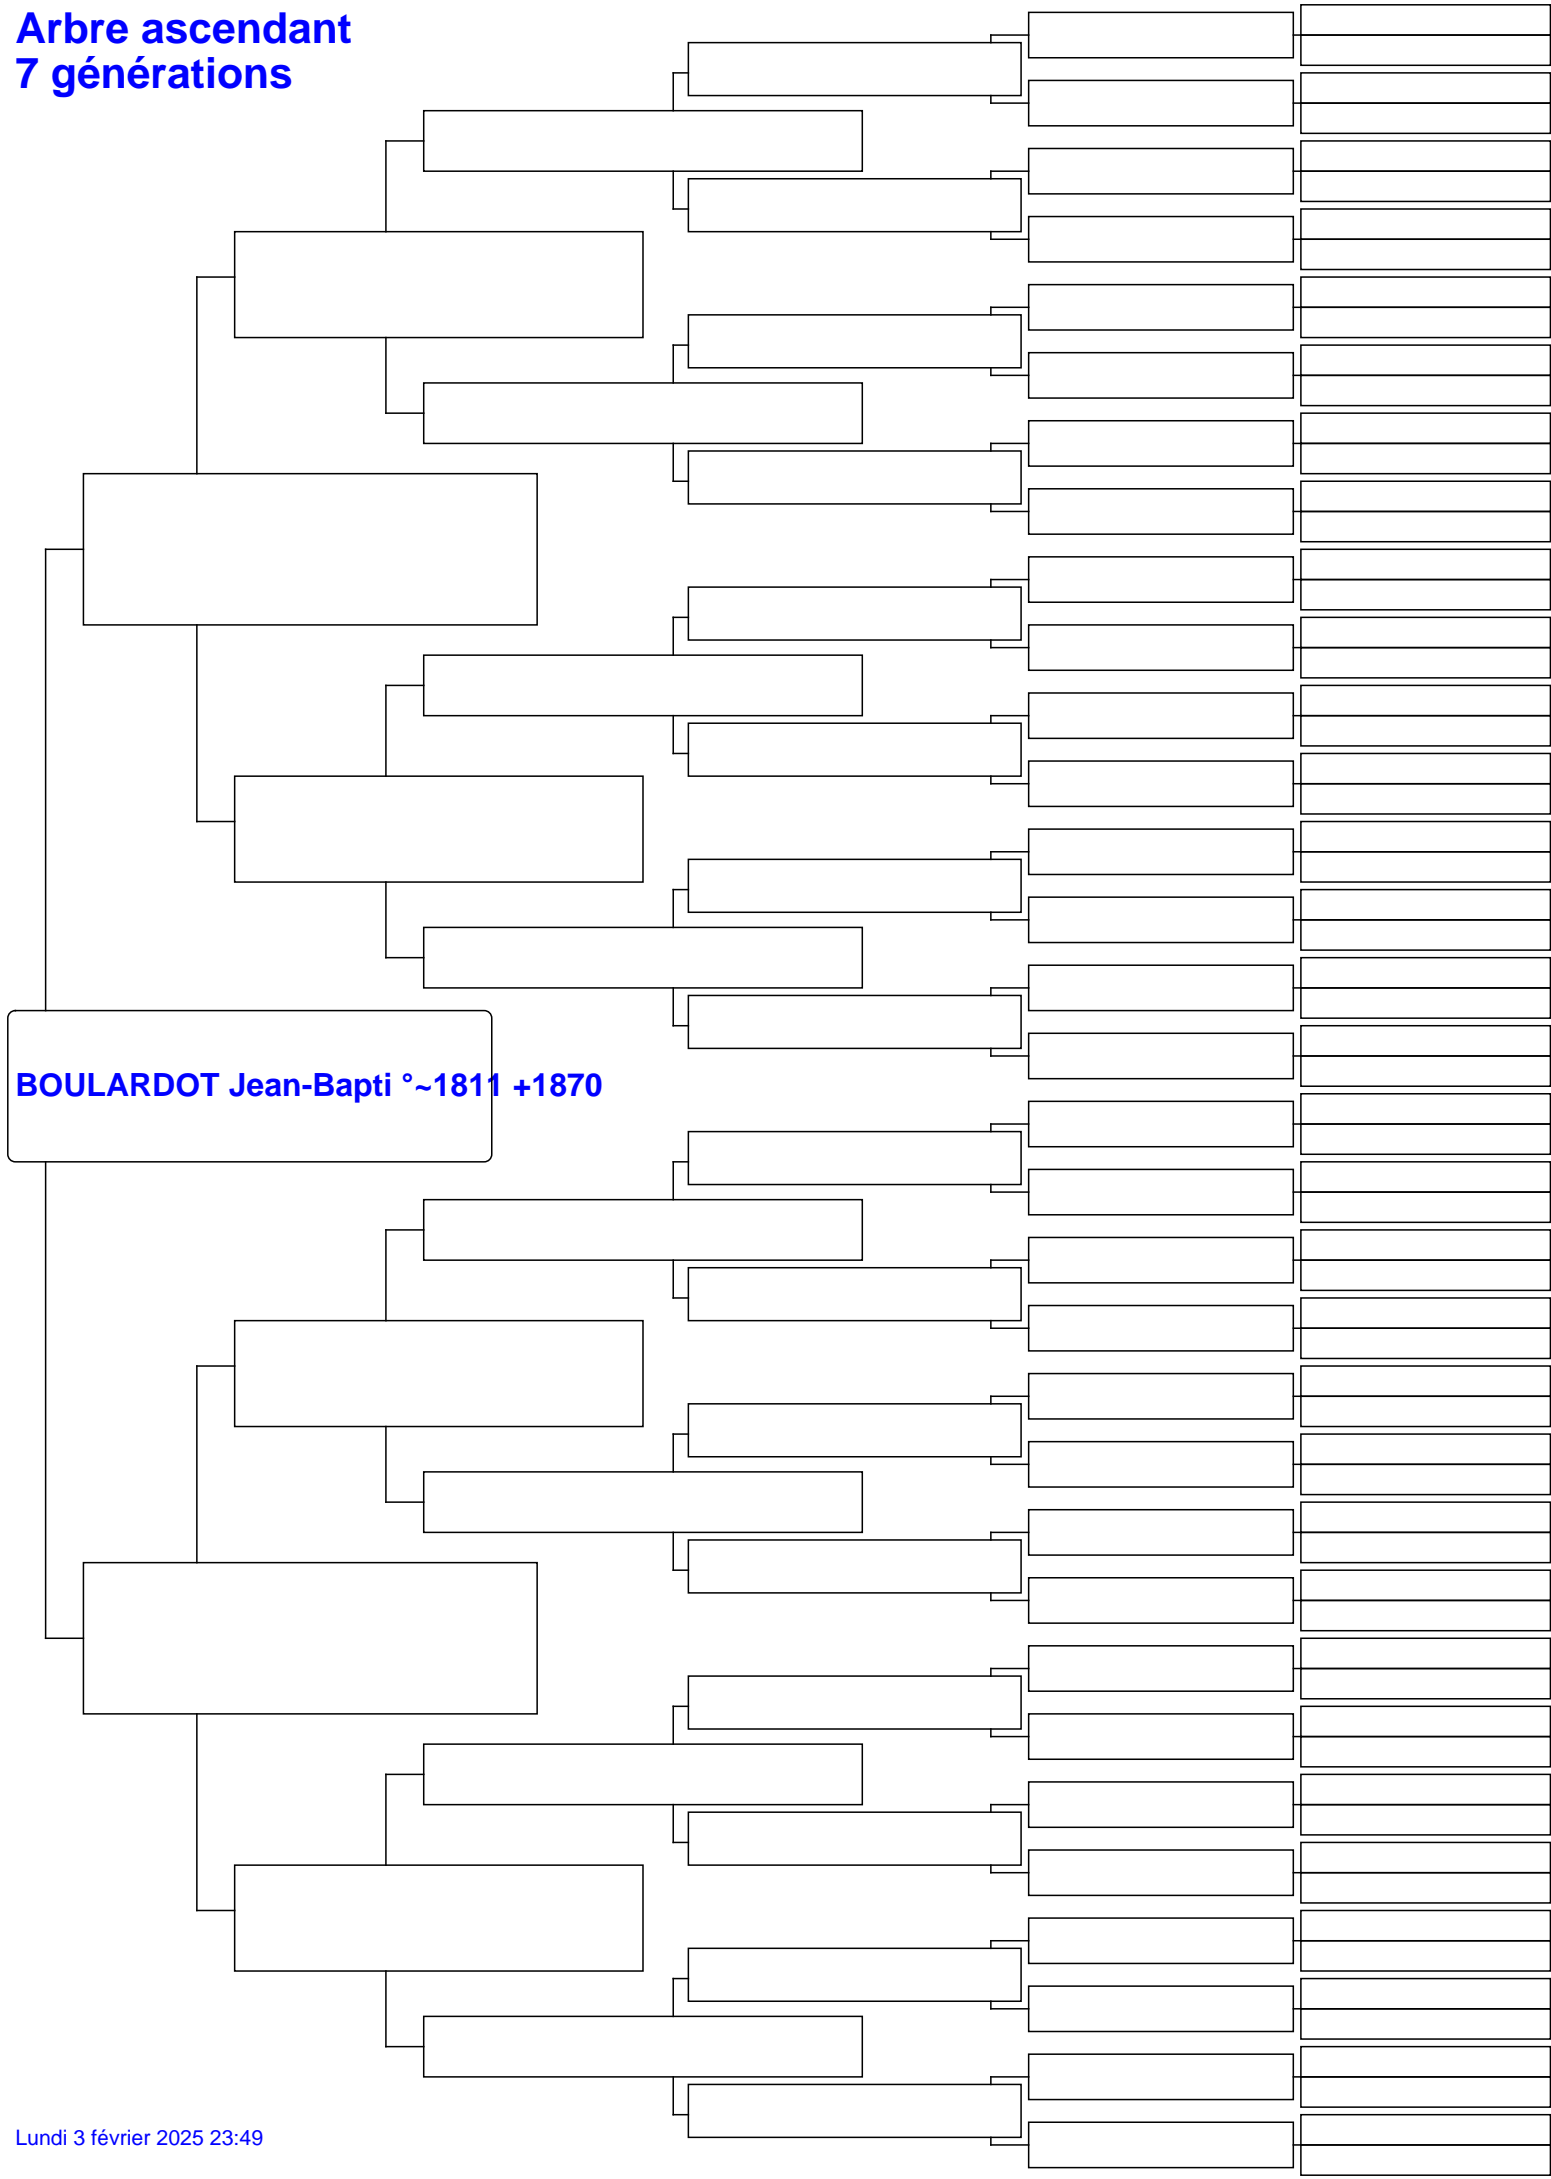 Arbre ascendant
7 générations
BOULARDOT Jean-Bapti °~1811 +1870
Lundi 3 février 2025 23:49